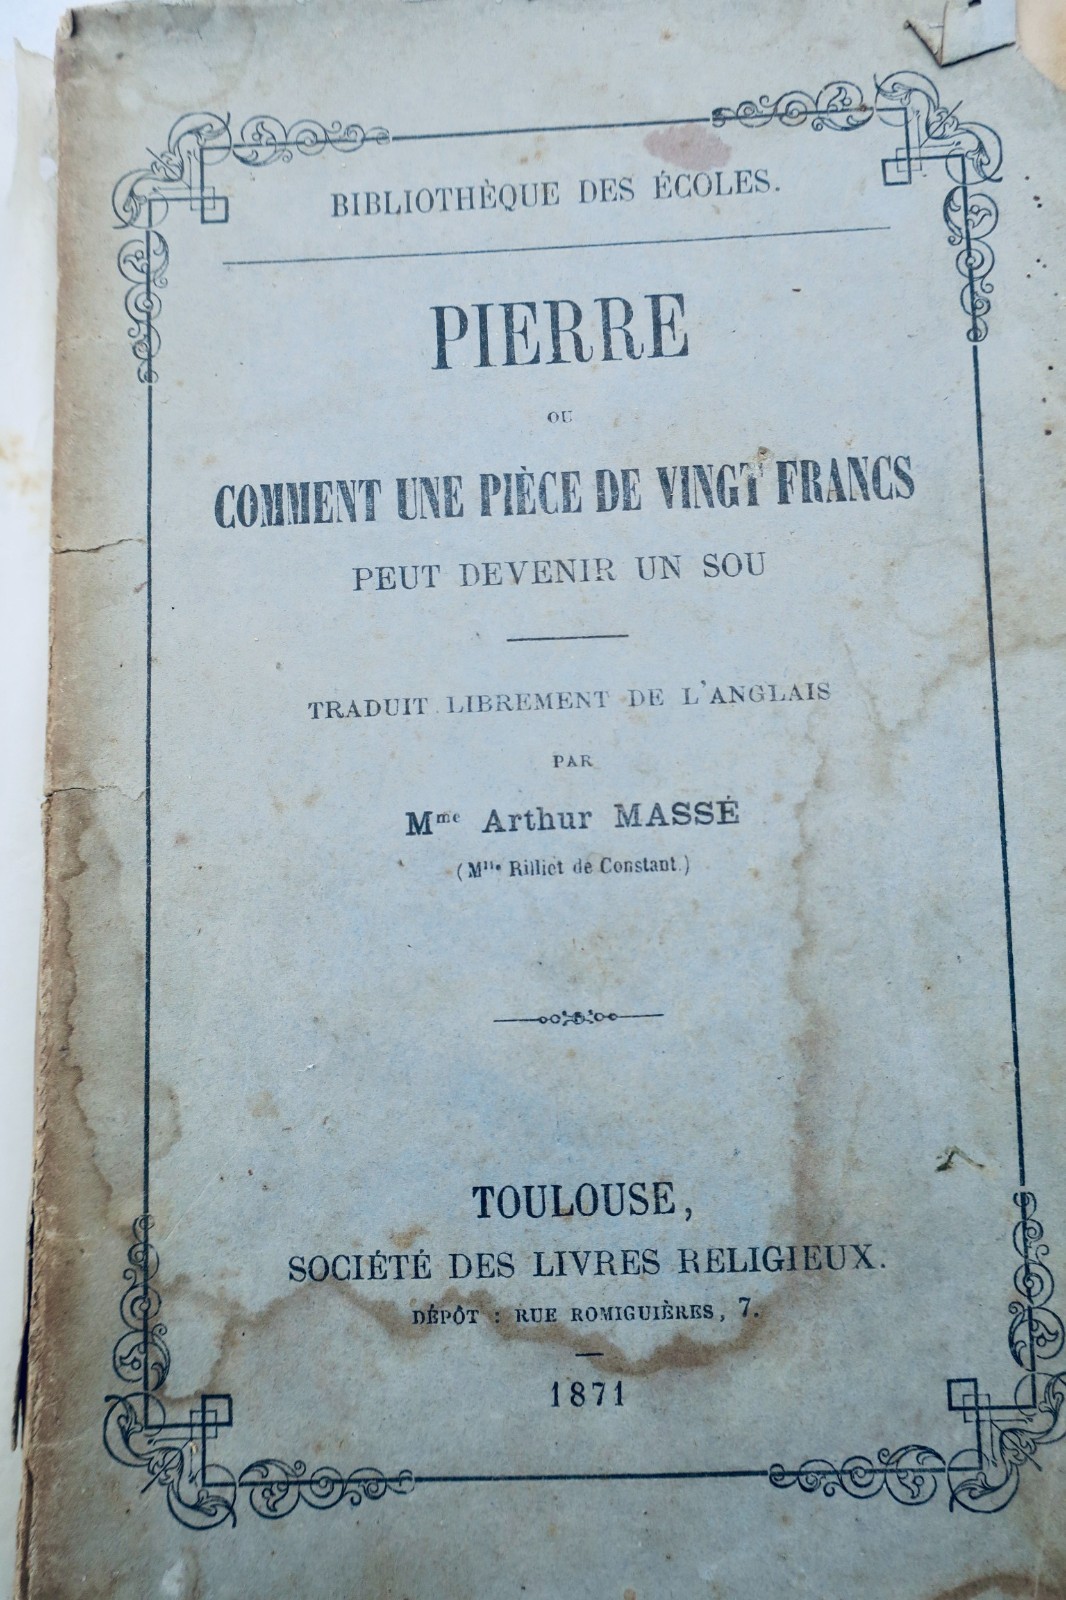 BIBLIOTHÈQUE DES ÉCOLES.
PIERRE
OU
COMMENT UNE PIÈCE DE VINGT FRANCS
PEUT DEVENIR UN SOU
TRADUIT LIBREMENT DE L'ANGLAIS
PAR
Mme Arthur MASSÉ
(Mlle Rilliet de Constant.)
TOULOUSE,
SOCIÉTÉ DES LIVRES RELIGIEUX.
DÉPÔT : RUE ROMIGUIÈRES, 7.
1871